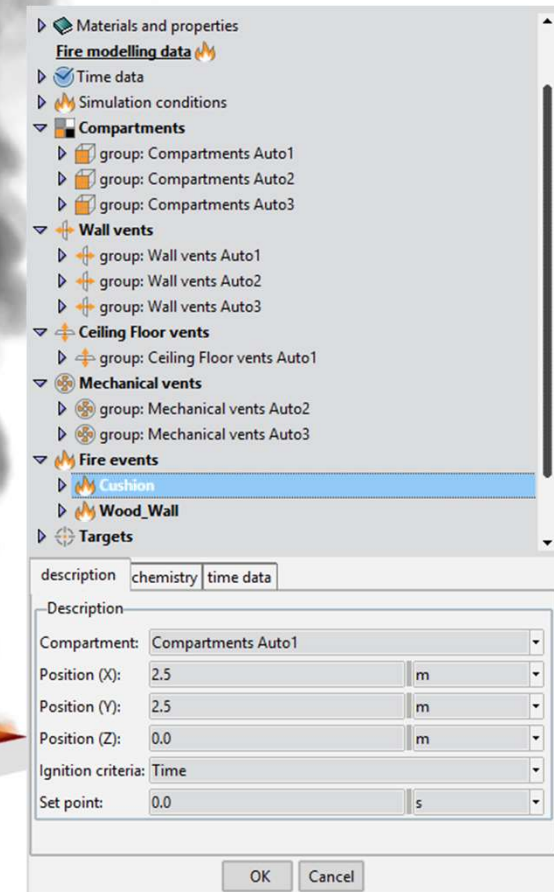 Materials and properties
Fire modelling data
Time data
Simulation conditions
Compartments
group: Compartments Auto1
group: Compartments Auto2
group: Compartments Auto3
Wall vents
group: Wall vents Auto1
group: Wall vents Auto2
group: Wall vents Auto3
Ceiling Floor vents
group: Ceiling Floor vents Auto1
Mechanical vents
group: Mechanical vents Auto2
group: Mechanical vents Auto3
Fire events
Cushion
Wood_Wall
Targets
description chemistry time data
Description
Compartment: Compartments Auto1
Position (X): 2.5 m
Position (Y): 2.5 m
Position (Z): 0.0 m
Ignition criteria: Time
Set point: 0.0 s
OK Cancel